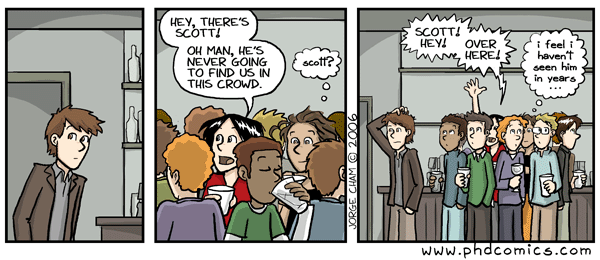 HEY, THERE'S
SCOTT!
OH MAN, HE'S
NEVER GOING
TO FIND US IN
THIS CROWD.
scott?
JORGE CHAM © 2006
SCOTT!
HEY!
OVER
HERE!
i feel i
haven't
seen him
in years
...
www.phdcomics.com